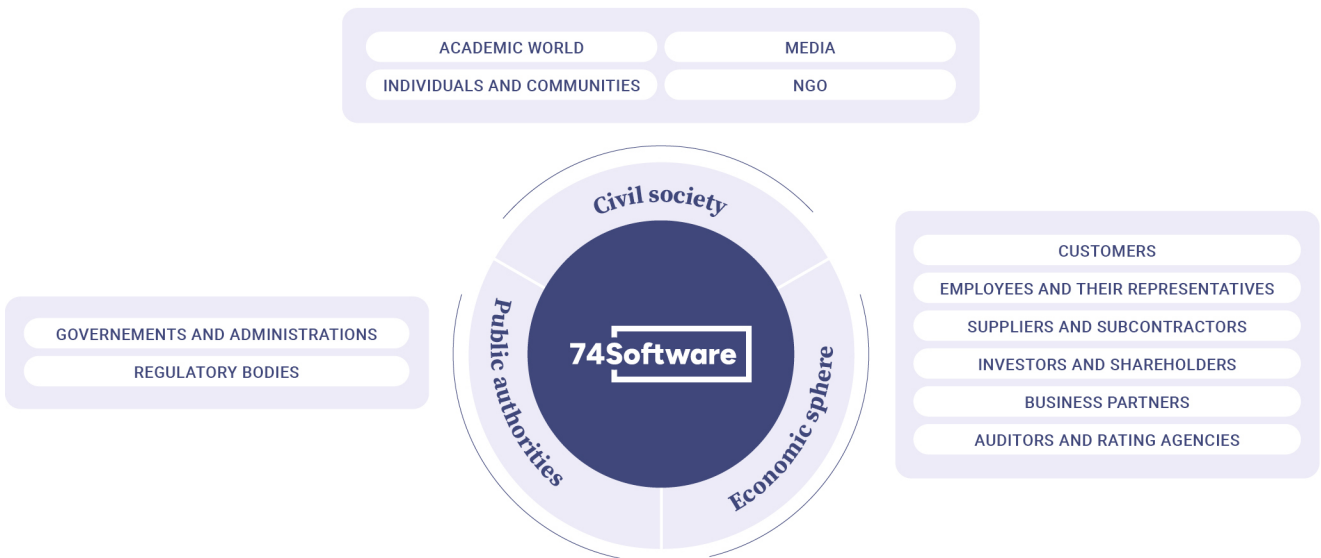 ACADEMIC WORLD
MEDIA
INDIVIDUALS AND COMMUNITIES
NGO
Civil society
Public authorities
Economic sphere
74Software
GOVERNEMENTS AND ADMINISTRATIONS
REGULATORY BODIES
CUSTOMERS
EMPLOYEES AND THEIR REPRESENTATIVES
SUPPLIERS AND SUBCONTRACTORS
INVESTORS AND SHAREHOLDERS
BUSINESS PARTNERS
AUDITORS AND RATING AGENCIES